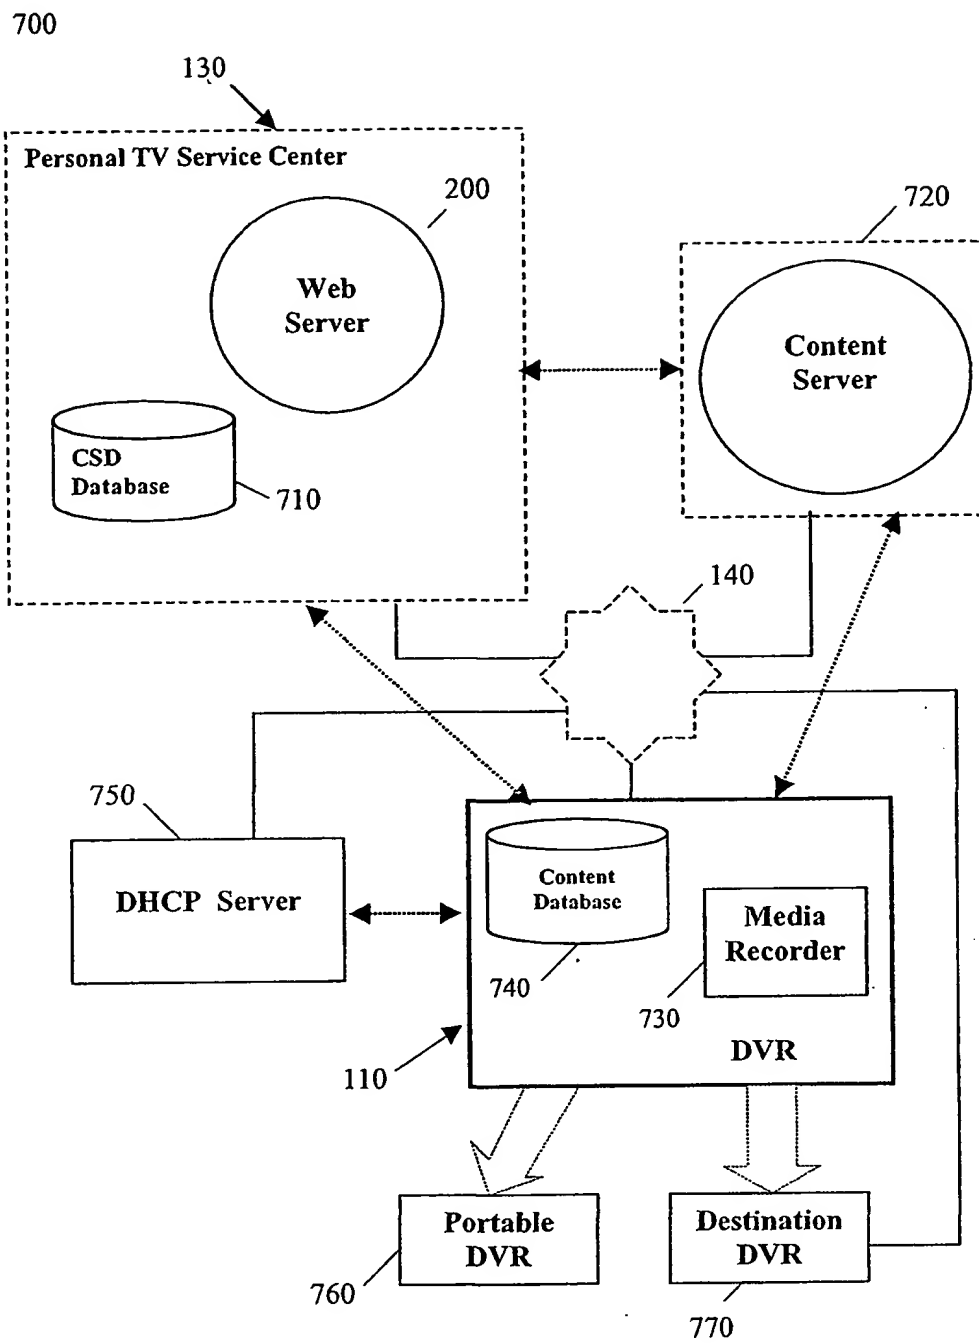 700
130
Personal TV Service Center
200
Web
Server
720
Content
Server
CSD
Database
710
140
750
DHCP Server
Content
Database
740
Media
Recorder
730
DVR
110
Portable
DVR
760
Destination
DVR
770